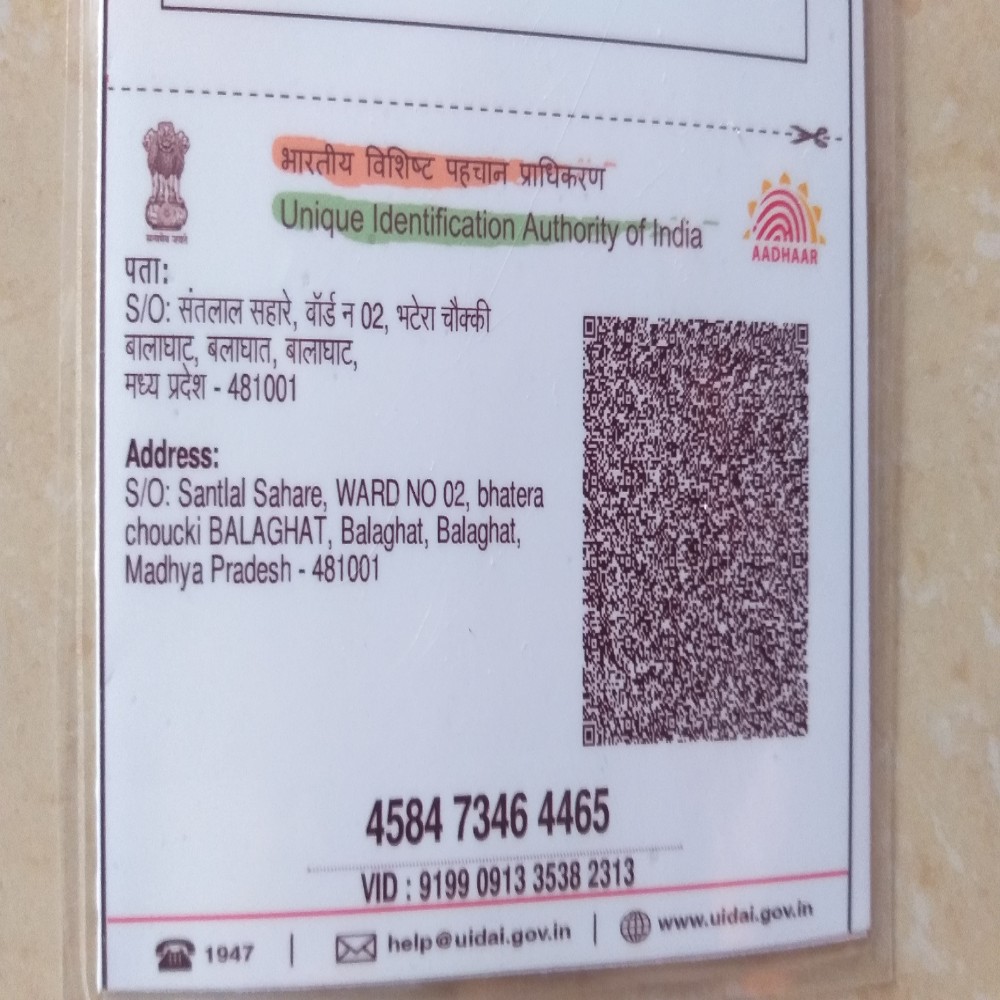 भारतीय विशिष्ट पहचान प्राधिकरण
Unique Identification Authority of India
AADHAAR
पता:
S/O: संतलाल सहारे, वॉर्ड न 02, भटेरा चौक्की
बालाघाट, बलाघात, बालाघाट,
मध्य प्रदेश - 481001
Address:
S/O: Santlal Sahare, WARD NO 02, bhatera
choucki BALAGHAT, Balaghat, Balaghat,
Madhya Pradesh - 481001
4584 7346 4465
VID : 9199 0913 3538 2313
1947 | help@uidai.gov.in | www.uidai.gov.in